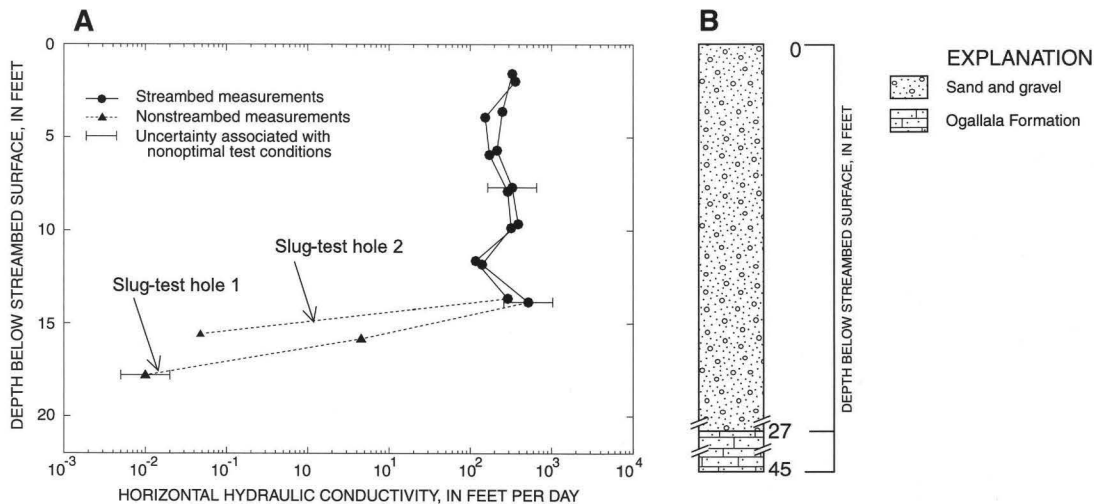 A
DEPTH BELOW STREAMBED SURFACE, IN FEET
0
5
10
15
20
Streambed measurements
Nonstreambed measurements
Uncertainty associated with
nonoptimal test conditions
Slug-test hole 2
Slug-test hole 1
10-3
10-2
10-1
100
101
102
103
104
HORIZONTAL HYDRAULIC CONDUCTIVITY, IN FEET PER DAY
B
0
27
45
DEPTH BELOW STREAMBED SURFACE, IN FEET
EXPLANATION
Sand and gravel
Ogallala Formation